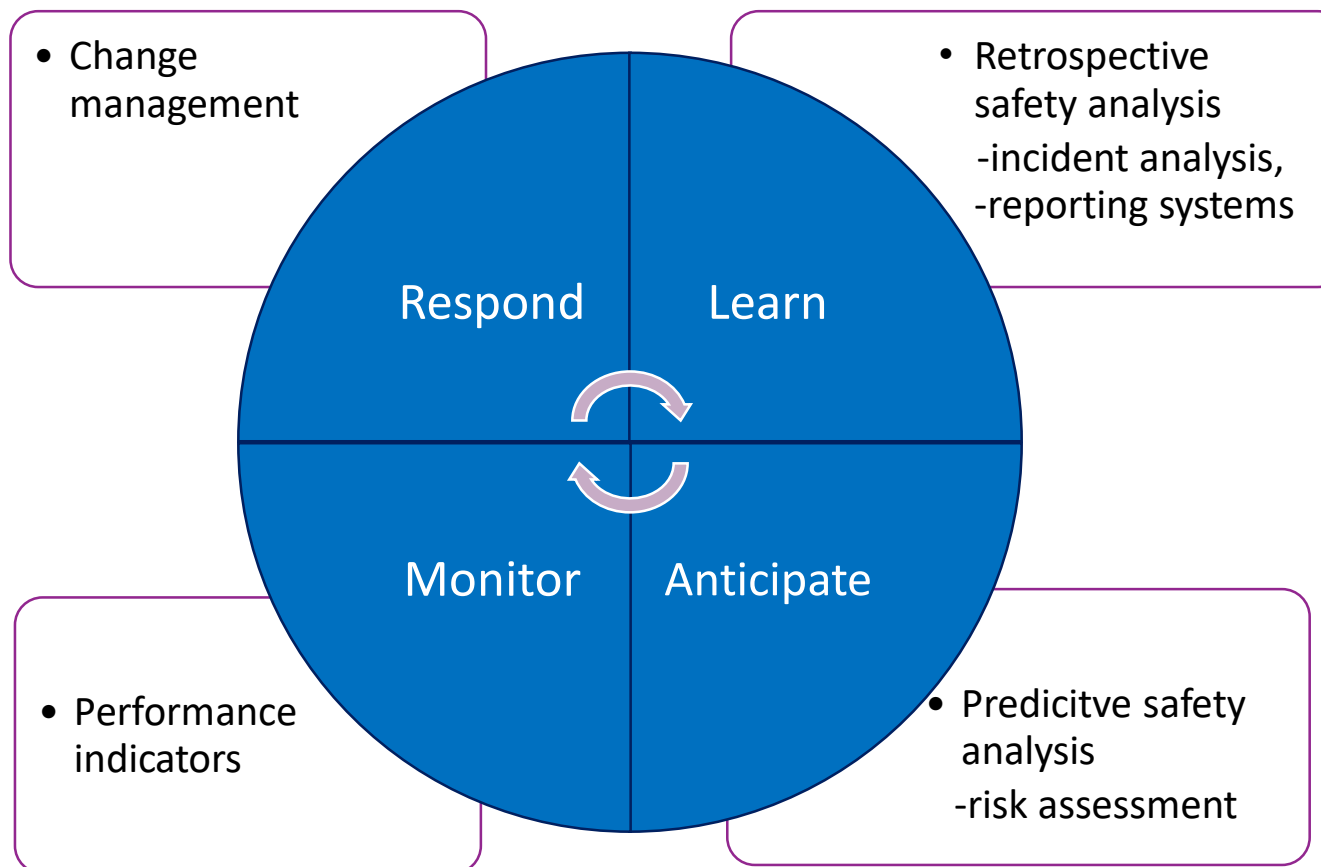 • Change
management
• Retrospective
safety analysis
-incident analysis,
-reporting systems
Respond
Learn
Monitor
Anticipate
• Performance
indicators
• Predicitve safety
analysis
-risk assessment